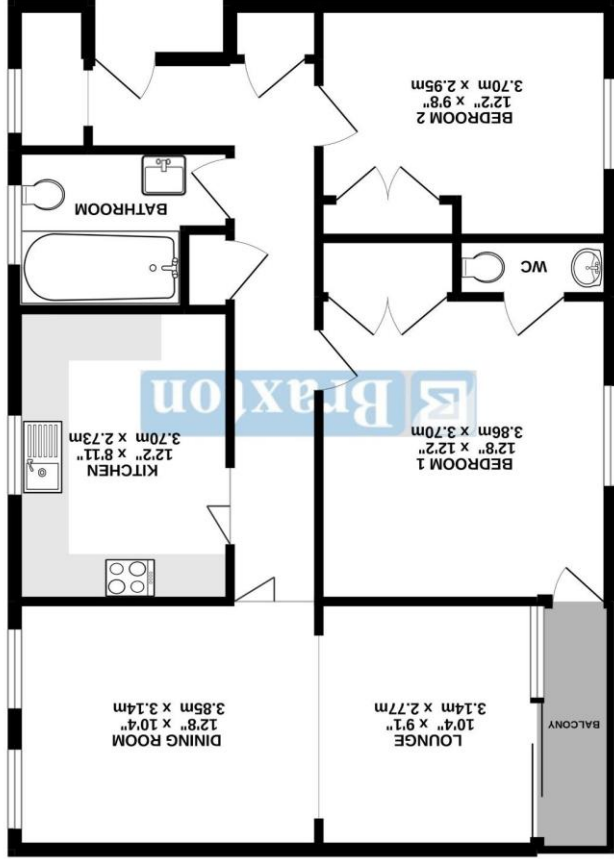 BALCONY
LOUNGE
10'4" x 9'1"
3.14m x 2.77m
DINING ROOM
12'8" x 10'4"
3.85m x 3.14m
BEDROOM 1
12'8" x 12'2"
3.86m x 3.70m
KITCHEN
12'2" x 8'11"
3.70m x 2.73m
Braxton
WC
BATHROOM
BEDROOM 2
12'2" x 9'8"
3.70m x 2.95m